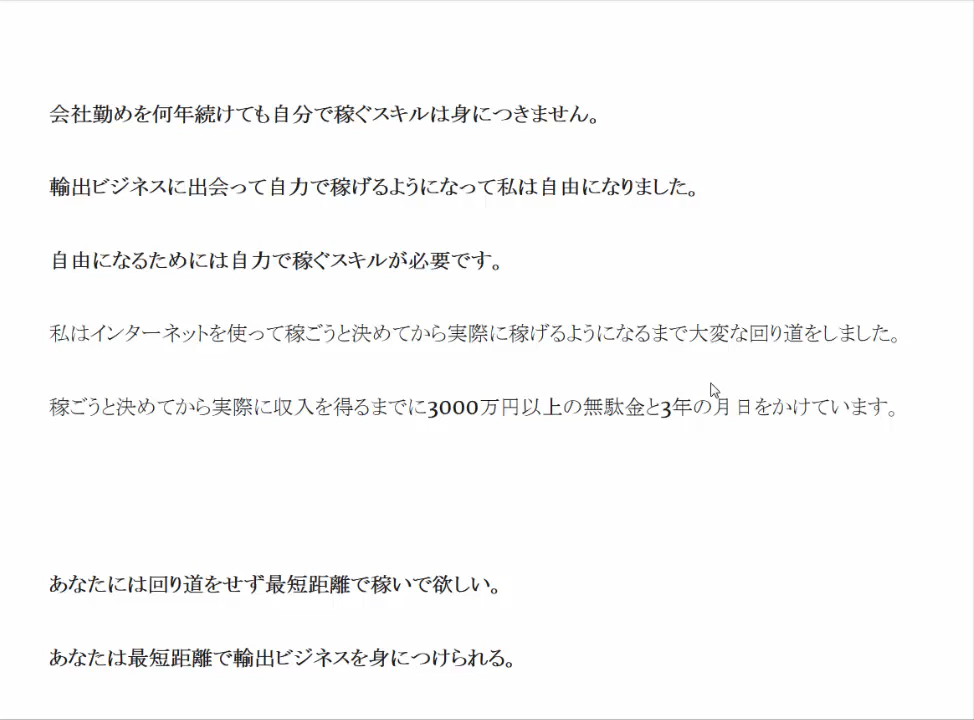 会社勤めを何年続けても自分で稼ぐスキルは身につきません。
輸出ビジネスに出会って自力で稼げるようになって私は自由になりました。
自由になるためには自力で稼ぐスキルが必要です。
私はインターネットを使って稼ごうと決めてから実際に稼げるようになるまで大変な回り道をしました。
稼ごうと決めてから実際に収入を得るまでに3000万円以上の無駄金と3年の月日をかけています。
あなたには回り道をせず最短距離で稼いで欲しい。
あなたは最短距離で輸出ビジネスを身につけられる。